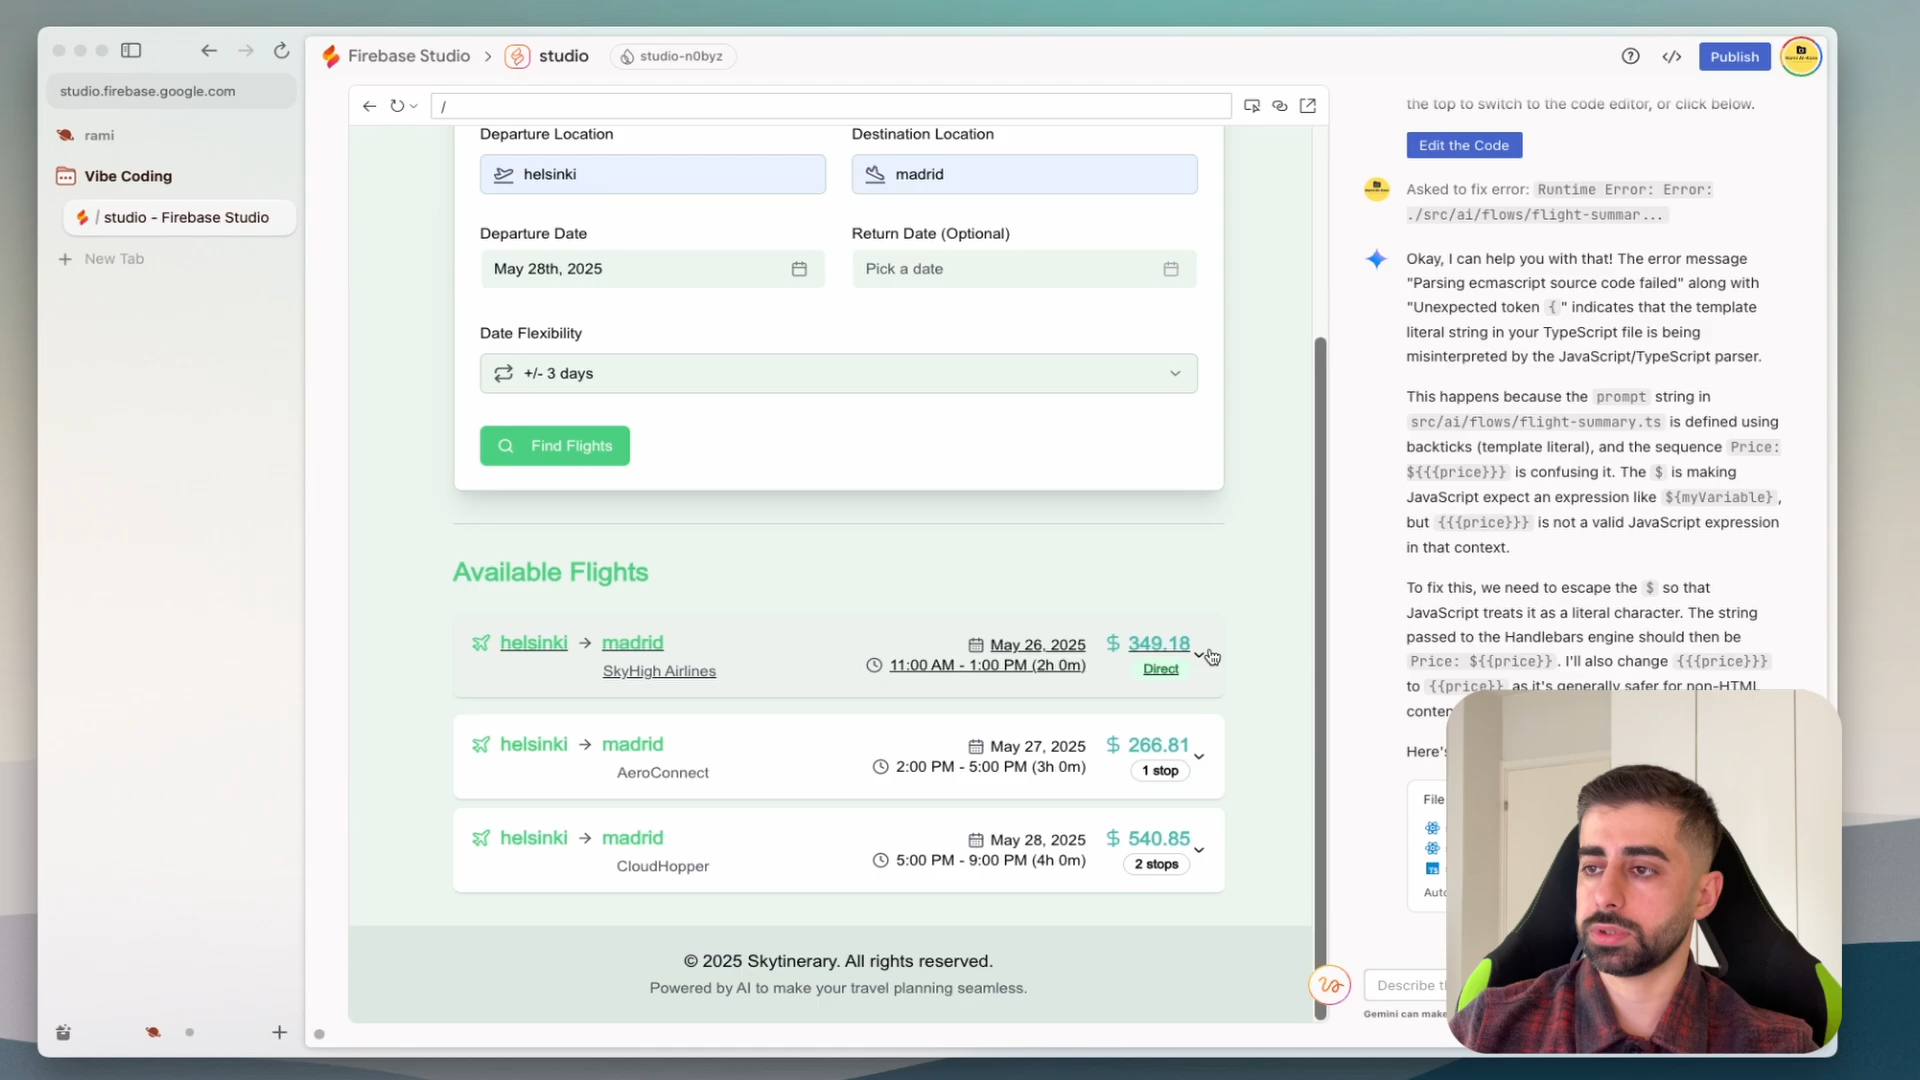 Firebase Studio > studio studio-n0byz
Publish
studio.firebase.google.com
rami
Vibe Coding
/ studio - Firebase Studio
New Tab
/
Departure Location
Destination Location
helsinki
madrid
Departure Date
Return Date (Optional)
May 28th, 2025
Pick a date
Date Flexibility
+/- 3 days
Find Flights
Available Flights
helsinki → madrid
SkyHigh Airlines
May 26, 2025
11:00 AM - 1:00 PM (2h 0m)
$ 349.18
Direct
helsinki → madrid
AeroConnect
May 27, 2025
2:00 PM - 5:00 PM (3h 0m)
$ 266.81
1 stop
helsinki → madrid
CloudHopper
May 28, 2025
5:00 PM - 9:00 PM (4h 0m)
$ 540.85
2 stops
© 2025 Skytinerary. All rights reserved.
Powered by AI to make your travel planning seamless.
the top to switch to the code editor, or click below.
Edit the Code
Asked to fix error: Runtime Error: Error:
./src/ai/flows/flight-summar...
Okay, I can help you with that! The error message
"Parsing ecmascript source code failed" along with
"Unexpected token {" indicates that the template
literal string in your TypeScript file is being
misinterpreted by the JavaScript/TypeScript parser.
This happens because the prompt string in
src/ai/flows/flight-summary.ts is defined using
backticks (template literal), and the sequence Price:
${{{price}}} is confusing it. The $ is making
JavaScript expect an expression like ${myVariable},
but {{{price}}} is not a valid JavaScript expression
in that context.
To fix this, we need to escape the $ so that
JavaScript treats it as a literal character. The string
passed to the Handlebars engine should then be
Price: ${{price}}. I'll also change {{{price}}}
to {{price}} as it's generally safer for non-HTML
conten
Here's
File
TS
Auto
Describe th
Gemini can make